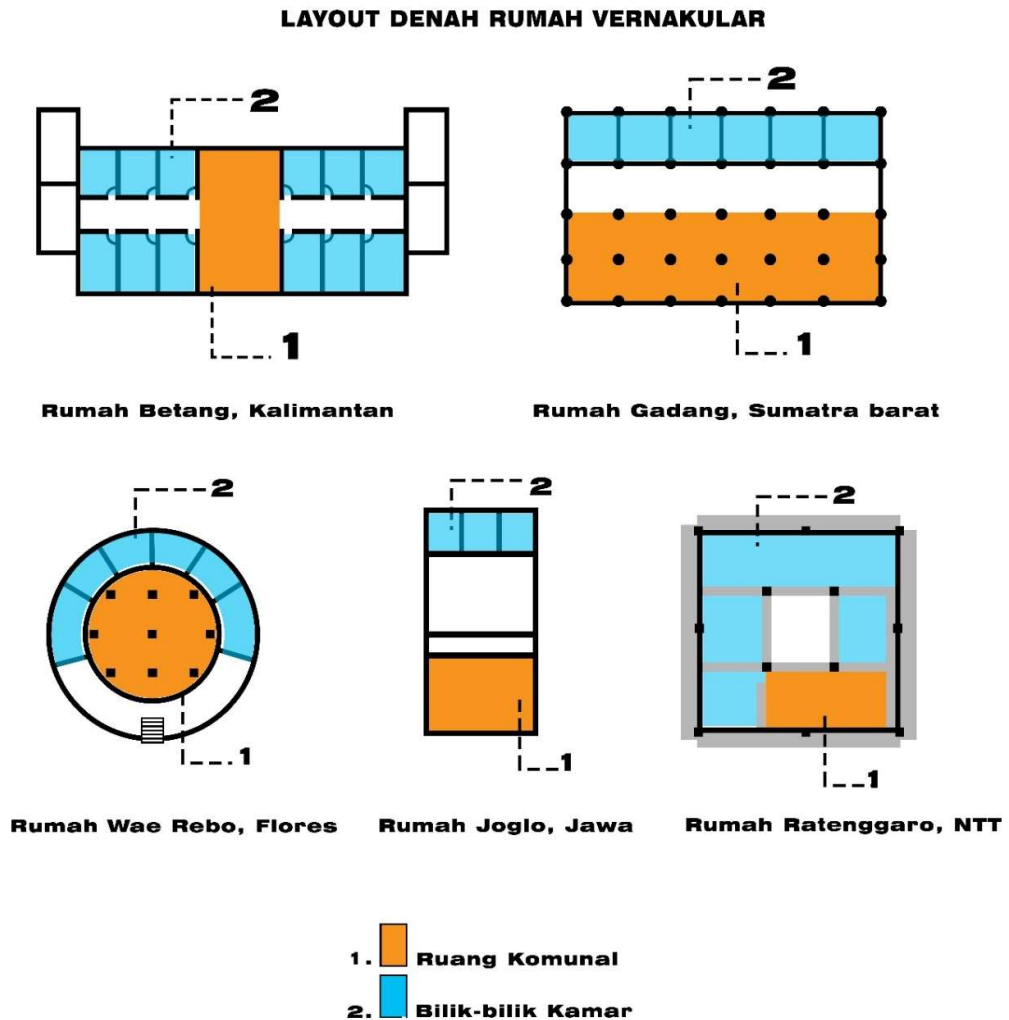 LAYOUT DENAH RUMAH VERNAKULAR
2
1
Rumah Betang, Kalimantan
2
1
Rumah Gadang, Sumatra barat
2
1
Rumah Wae Rebo, Flores
2
1
Rumah Joglo, Jawa
2
1
Rumah Ratenggaro, NTT
1. Ruang Komunal
2. Bilik-bilik Kamar